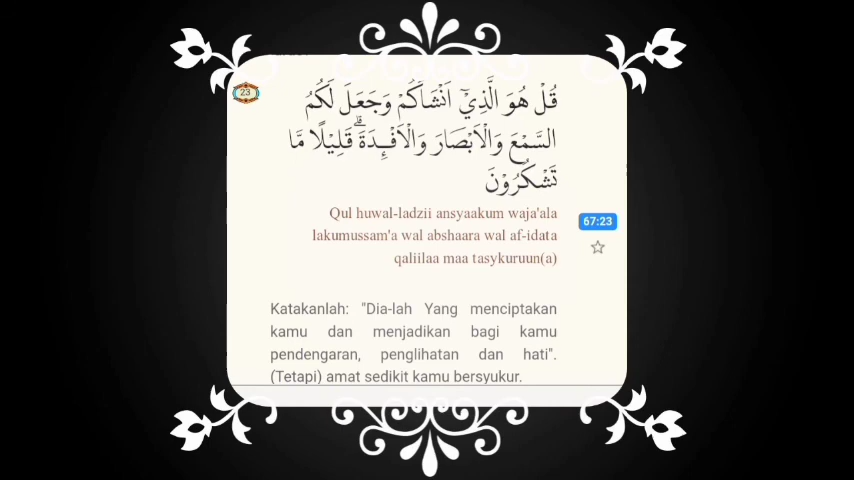 23
قُلْ هُوَ الَّذِيْٓ اَنْشَاَكُمْ وَجَعَلَ لَكُمُ
السَّمْعَ وَالْاَبْصَارَ وَالْاَفْـِٕدَةَۗ قَلِيْلًا مَّا
تَشْكُرُوْنَ
Qul huwal-ladzii ansyaakum waja'ala
lakumussam'a wal abshaara wal af-idata
qaliilaa maa tasykuruun(a)
67:23
Katakanlah: "Dia-lah Yang menciptakan
kamu dan menjadikan bagi kamu
pendengaran, penglihatan dan hati".
(Tetapi) amat sedikit kamu bersyukur.